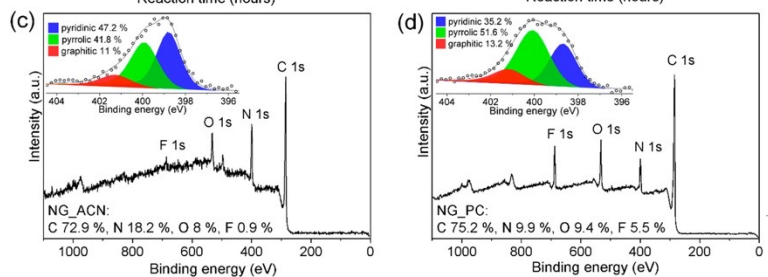 Reaction time (hours)
Reaction time (hours)
(c)
pyridinic 47.2 %
pyrrolic 41.8 %
graphitic 11 %
404 402 400 398 396
Binding energy (eV)
C 1s
O 1s
N 1s
F 1s
Intensity (a.u.)
NG_ACN:
C 72.9 %, N 18.2 %, O 8 %, F 0.9 %
1000 800 600 400 200 0
Binding energy (eV)
(d)
pyridinic 35.2 %
pyrrolic 51.6 %
graphitic 13.2 %
404 402 400 398 396
Binding energy (eV)
C 1s
F 1s
O 1s
N 1s
Intensity (a.u.)
NG_PC:
C 75.2 %, N 9.9 %, O 9.4 %, F 5.5 %
1000 800 600 400 200 0
Binding energy (eV)